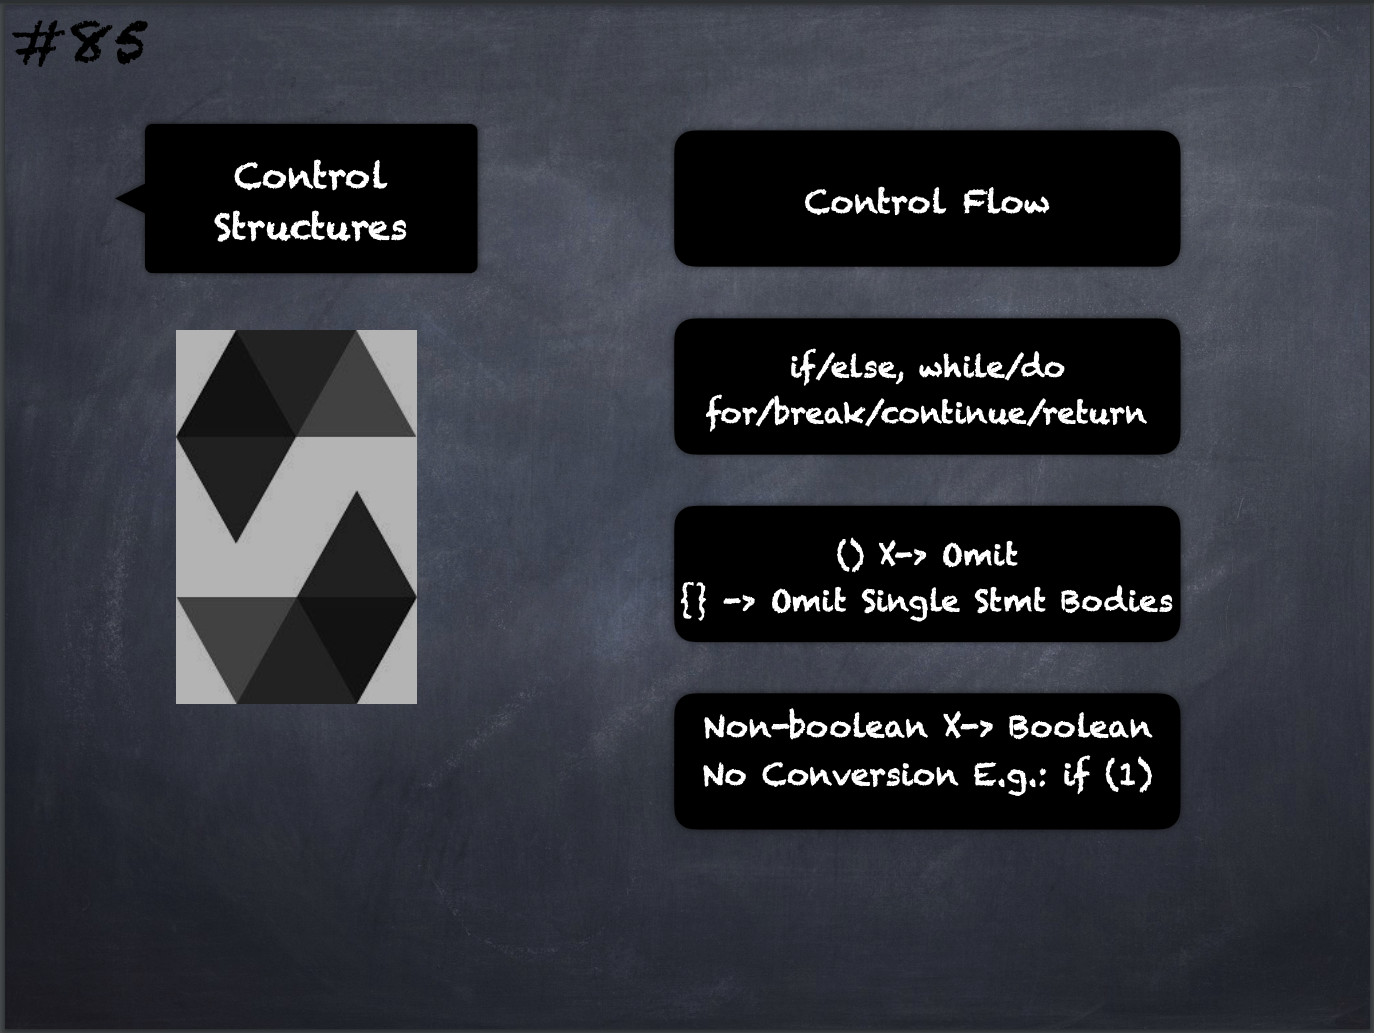 #85
Control
Structures
Control Flow
if/else, while/do
for/break/continue/return
() X-> Omit
{} -> Omit Single Stmt Bodies
Non-boolean X-> Boolean
No Conversion E.g.: if (1)